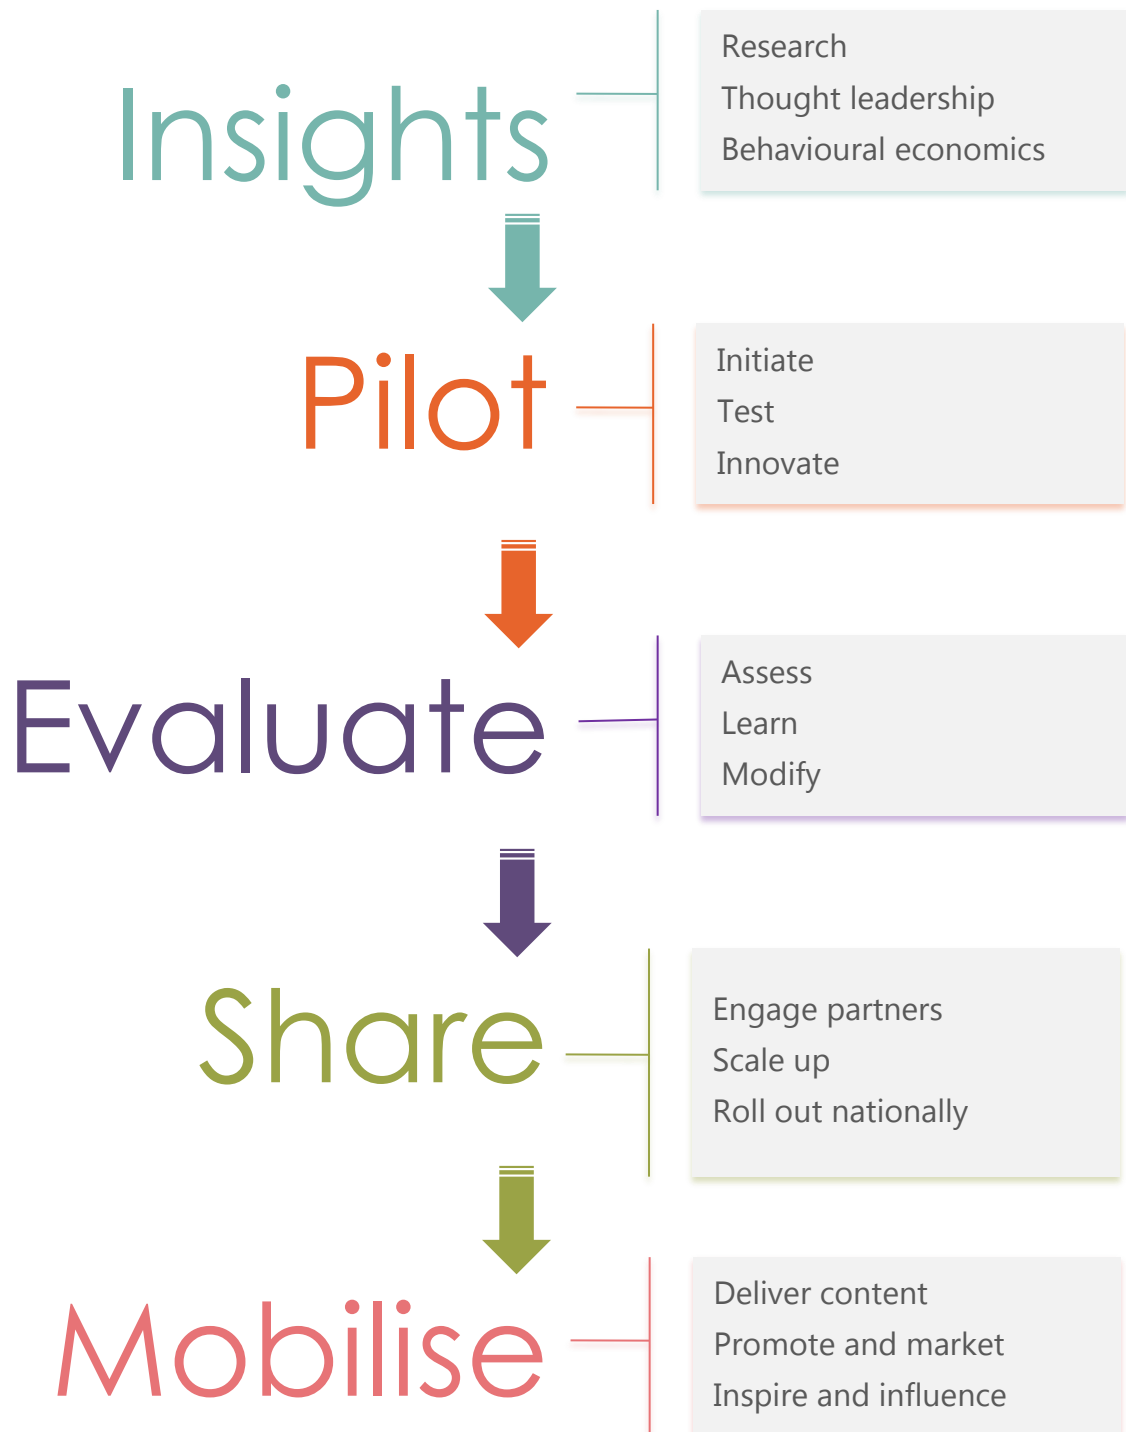 Insights
Research
Thought leadership
Behavioural economics
Pilot
Initiate
Test
Innovate
Evaluate
Assess
Learn
Modify
Share
Engage partners
Scale up
Roll out nationally
Mobilise
Deliver content
Promote and market
Inspire and influence